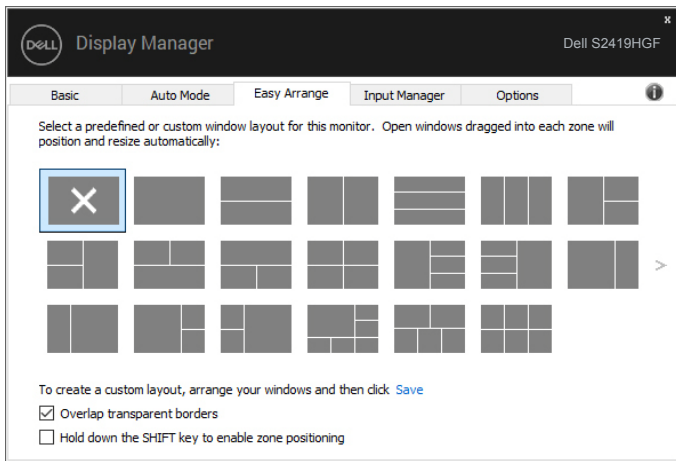 x
DELL Display Manager Dell S2419HGF
Basic Auto Mode Easy Arrange Input Manager Options i
Select a predefined or custom window layout for this monitor. Open windows dragged into each zone will
position and resize automatically:
>
To create a custom layout, arrange your windows and then click Save
Overlap transparent borders
Hold down the SHIFT key to enable zone positioning